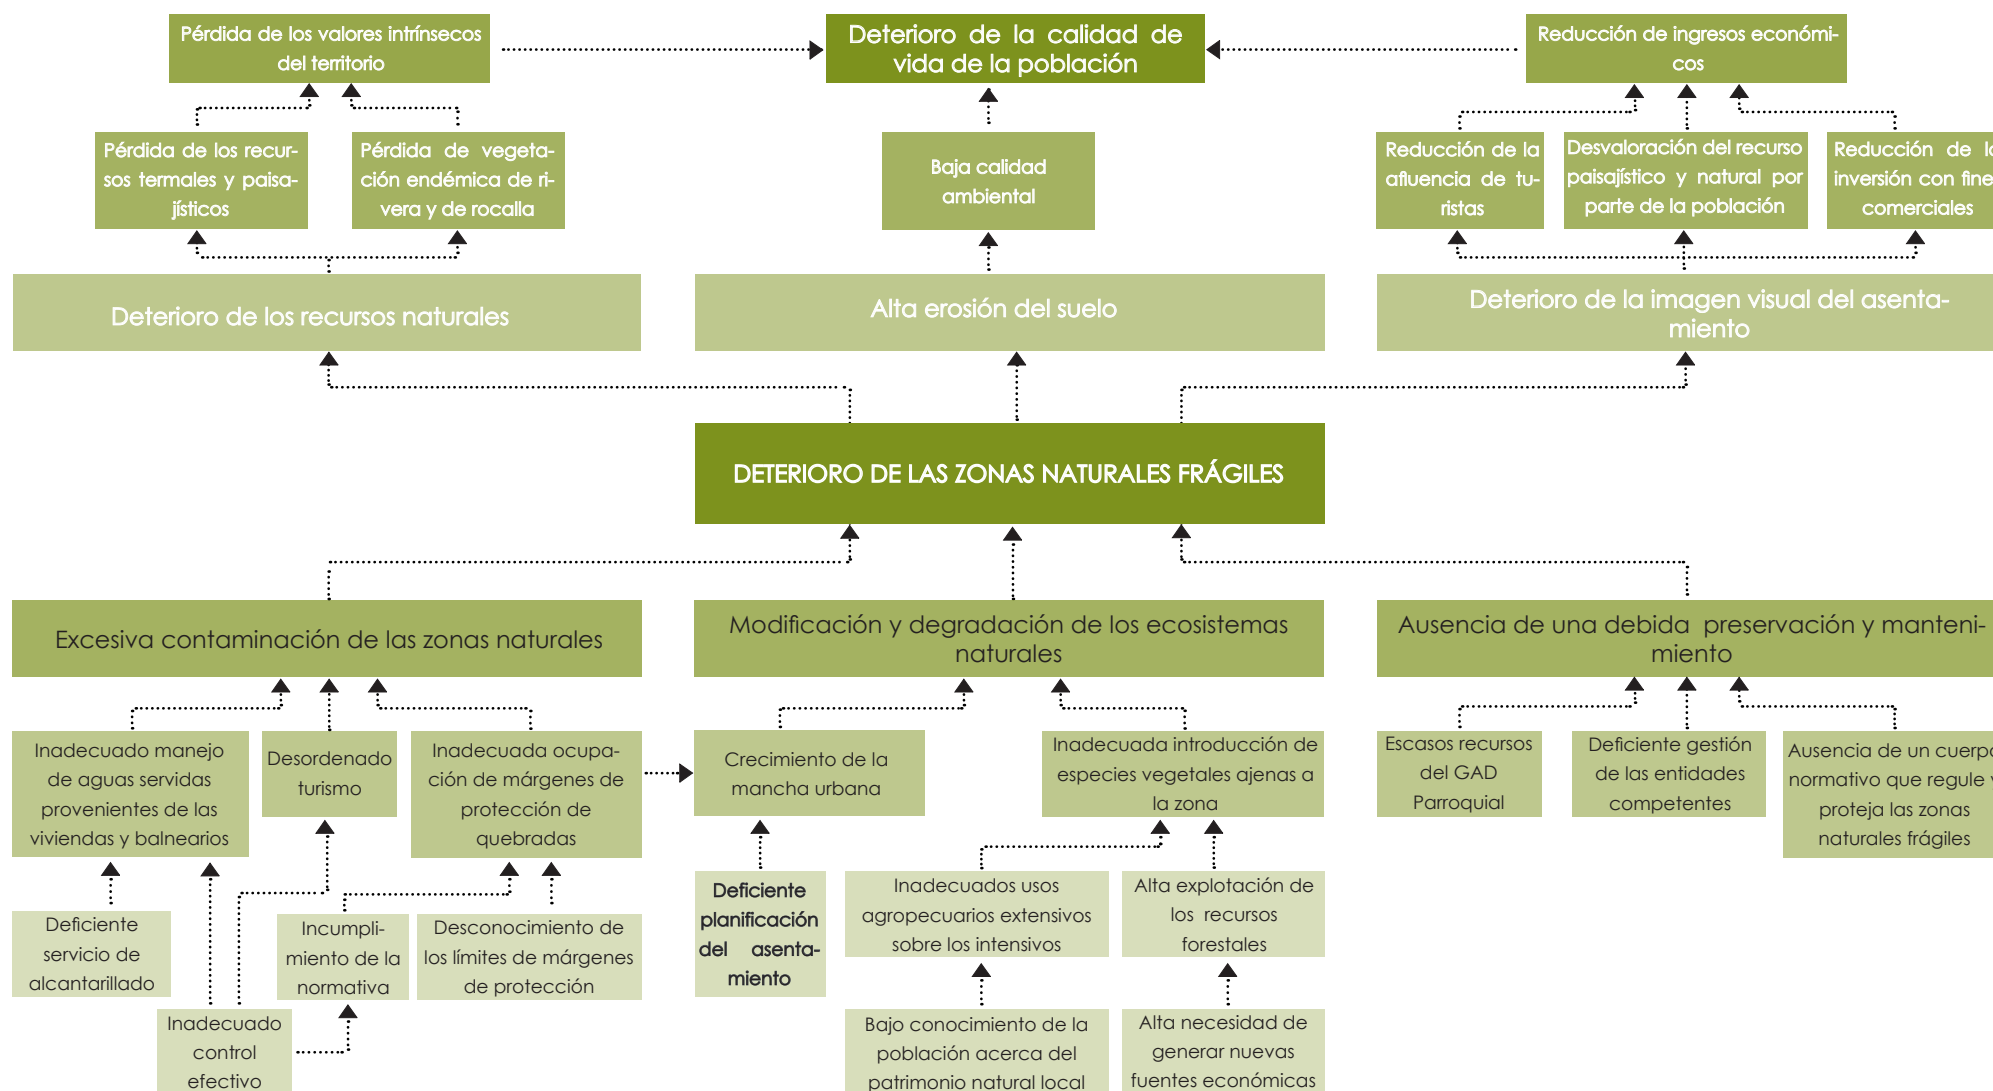 Pérdida de los valores intrínsecos
del territorio
Deterioro de la calidad de
vida de la población
Reducción de ingresos económi-
cos
Pérdida de los recur-
sos termales y paisa-
jísticos
Pérdida de vegeta-
ción endémica de ri-
vera y de rocalla
Baja calidad
ambiental
Reducción de la
afluencia de tu-
ristas
Desvaloración del recurso
paisajístico y natural por
parte de la población
Reducción de
inversión con
comerciales
Deterioro de los recursos naturales
Alta erosión del suelo
Deterioro de la imagen visual del asenta-
miento
DETERIORO DE LAS ZONAS NATURALES FRÁGILES
Excesiva contaminación de las zonas naturales
Modificación y degradación de los ecosistemas
naturales
Ausencia de una debida preservación y manteni-
miento
Inadecuado manejo
de aguas servidas
provenientes de las
viviendas y balnearios
Desordenado
turismo
Inadecuada ocupa-
ción de márgenes de
protección de
quebradas
Crecimiento de la
mancha urbana
Inadecuada introducción de
especies vegetales ajenas a
la zona
Escasos recursos
del GAD
Parroquial
Deficiente gestión
de las entidades
competentes
Ausencia de un
normativo que regule
proteja las zonas
naturales frágiles
Deficiente
servicio de
alcantarillado
Incumpli-
miento de la
normativa
Desconocimiento de
los límites de márgenes
de protección
Deficiente
planificación
del asenta-
miento
Inadecuados usos
agropecuarios extensivos
sobre los intensivos
Alta explotación de
los recursos
forestales
Inadecuado
control
efectivo
Bajo conocimiento de la
población acerca del
patrimonio natural local
Alta necesidad de
generar nuevas
fuentes económicas